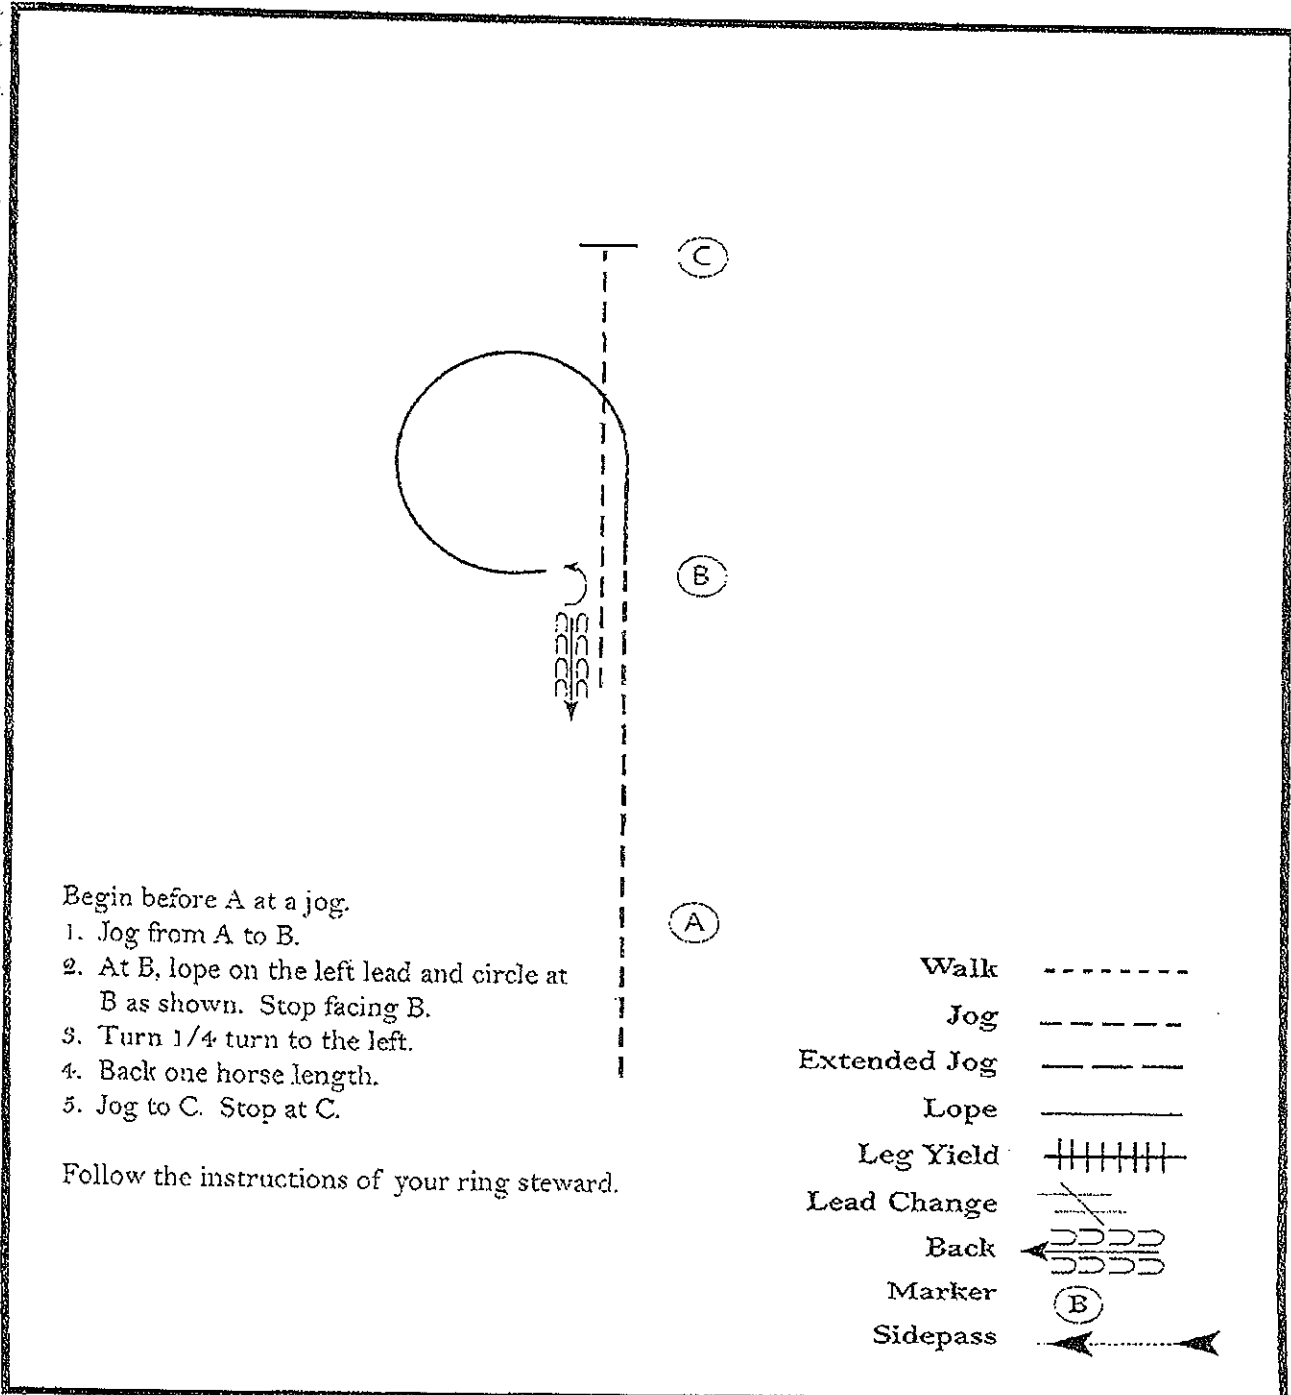 C
B
A
Begin before A at a jog.
1. Jog from A to B.
2. At B, lope on the left lead and circle at
B as shown. Stop facing B.
3. Turn 1/4 turn to the left.
4. Back one horse length.
5. Jog to C. Stop at C.
Follow the instructions of your ring steward.
Walk
Jog
Extended Jog
Lope
Leg Yield
Lead Change
Back
Marker B
Sidepass